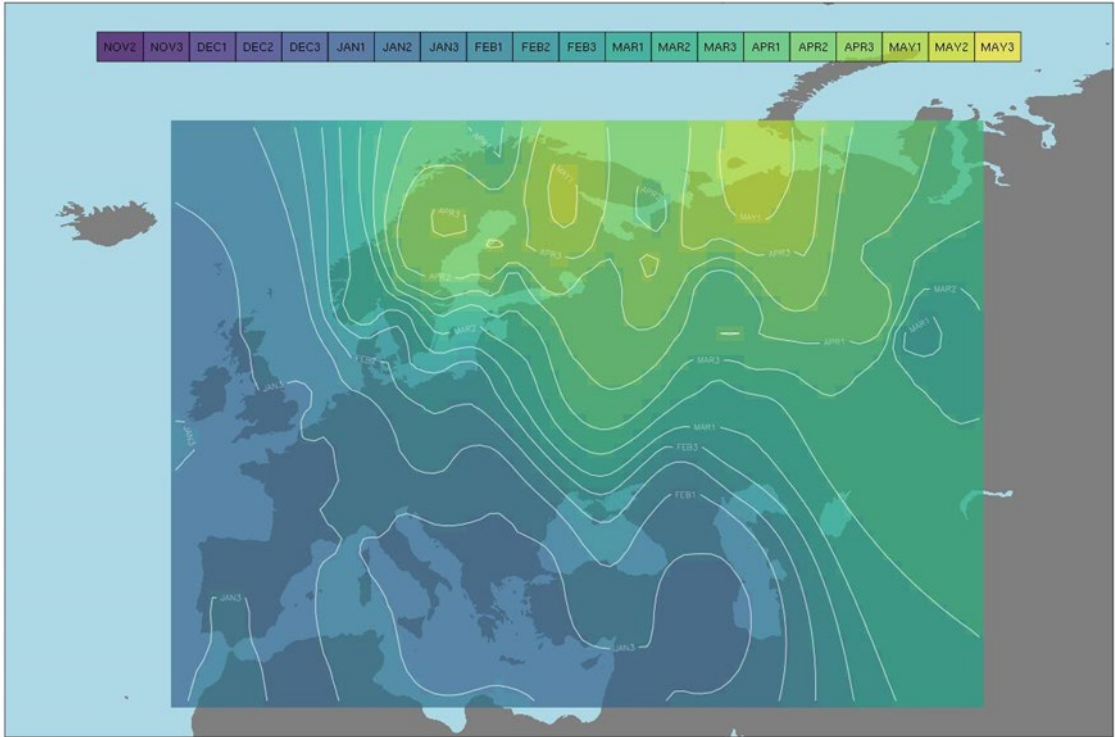 NOV2 NOV3 DEC1 DEC2 DEC3 JAN1 JAN2 JAN3 FEB1 FEB2 FEB3 MAR1 MAR2 MAR3 APR1 APR2 APR3 MAY1 MAY2 MAY3
MAY1
APR3
MAY1
APR3
APR3
APR2
MAR2
MAR2
MAR1
APR1
MAR3
JAN3
MAR1
JAN3
FEB3
FEB1
JAN3
JAN3